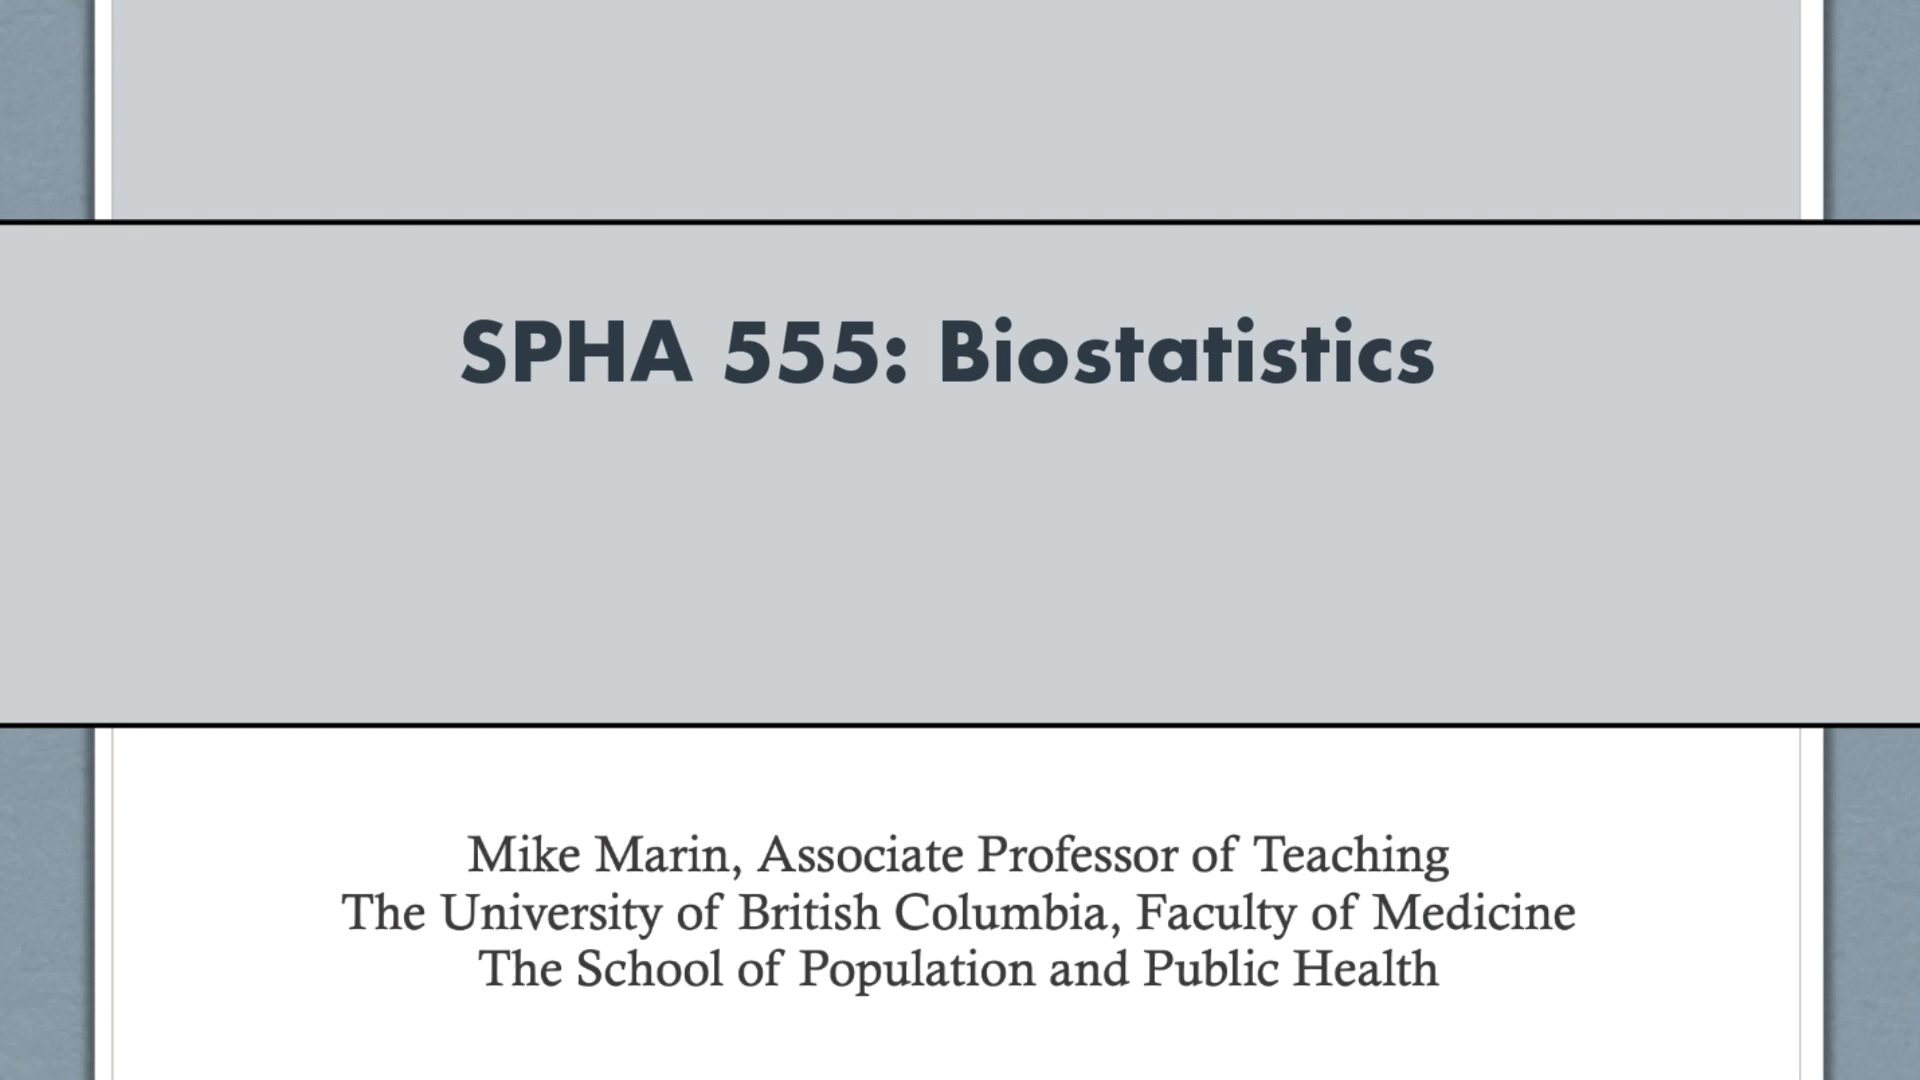 SPHA 555: Biostatistics
Mike Marin, Associate Professor of Teaching
The University of British Columbia, Faculty of Medicine
The School of Population and Public Health